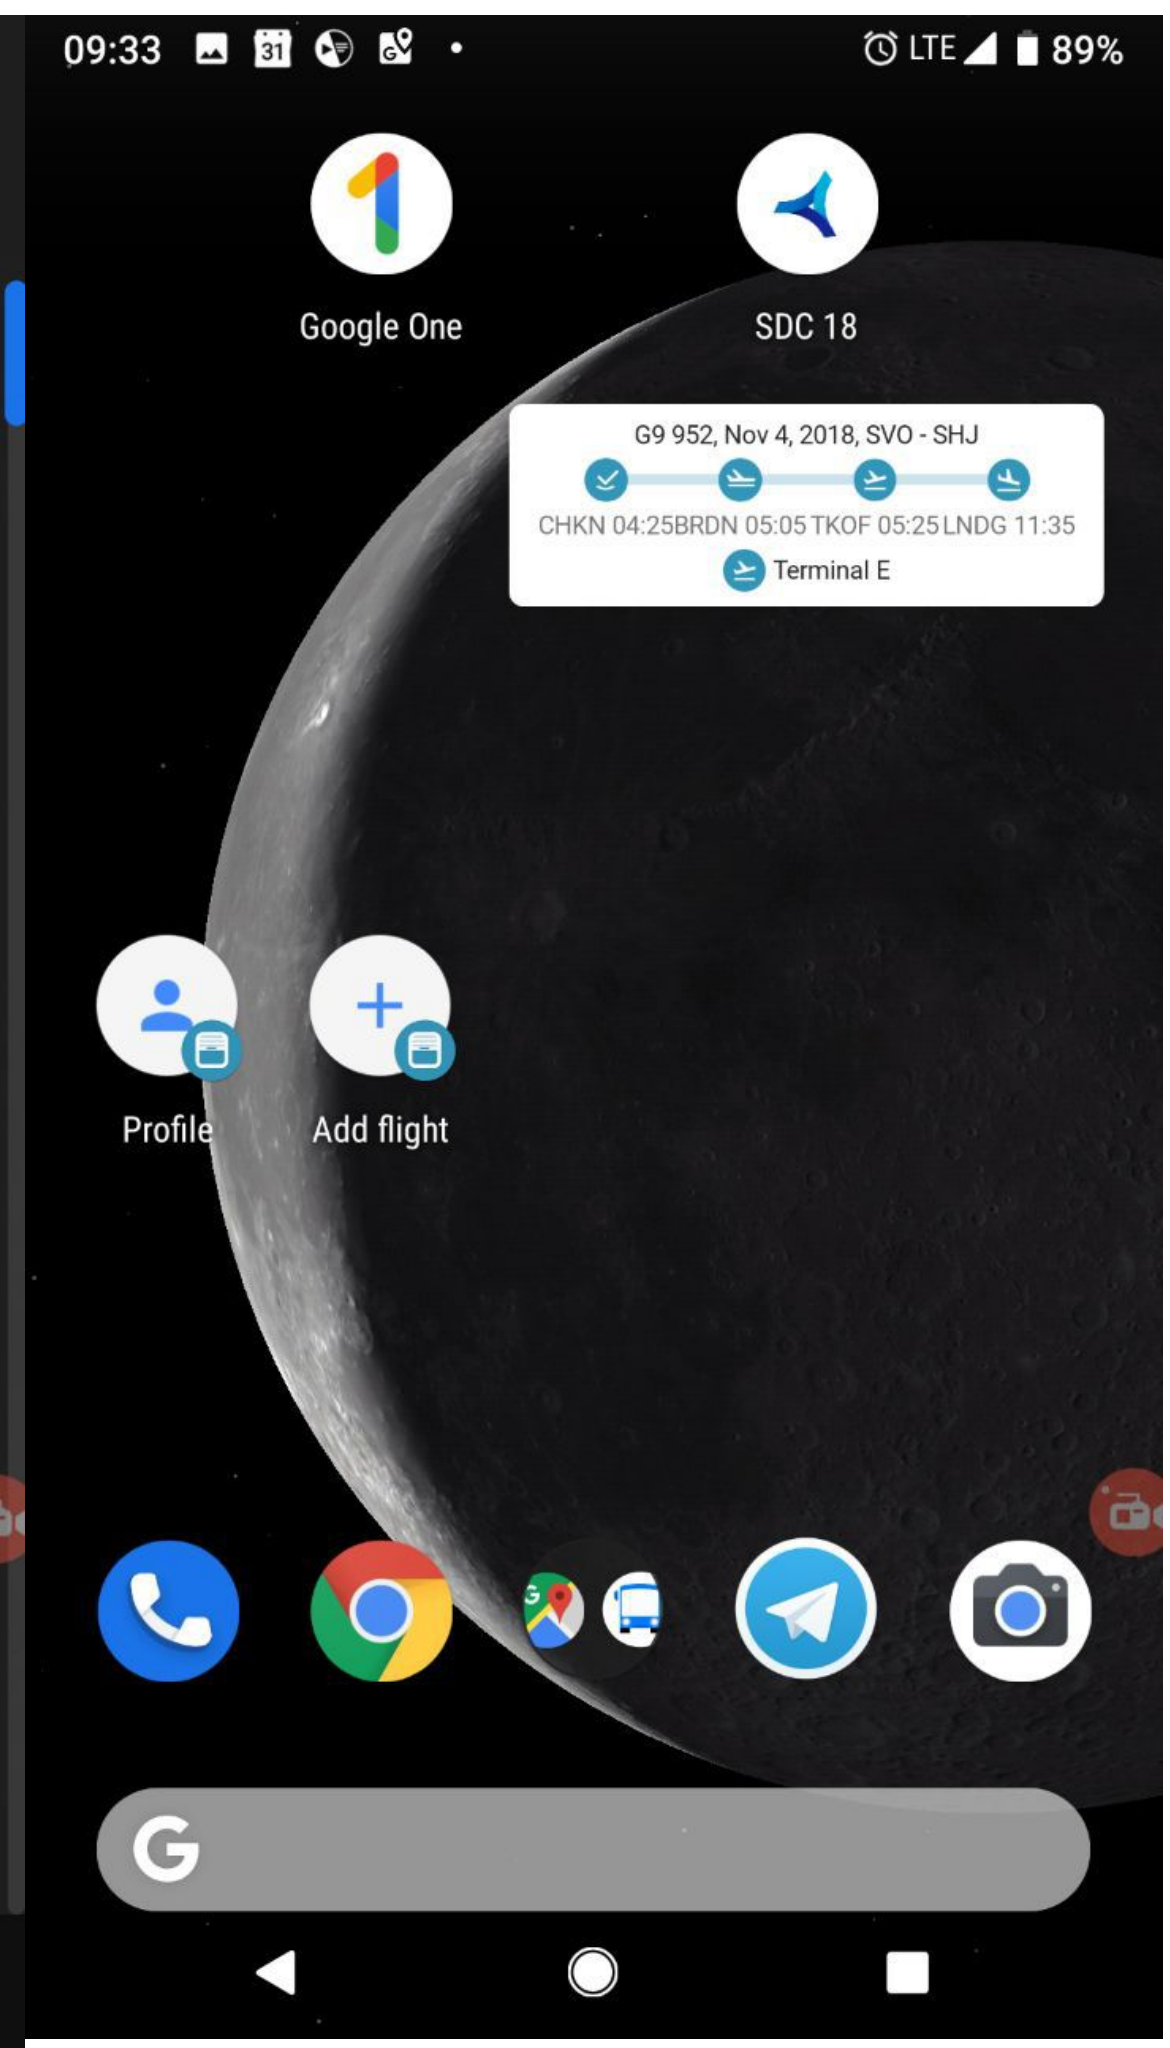 09:33 31 G LTE 89%
Google One
SDC 18
G9 952, Nov 4, 2018, SVO - SHJ
CHKN 04:25BRDN 05:05 TKOF 05:25 LNDG 11:35
Terminal E
Profile
Add flight
G
G